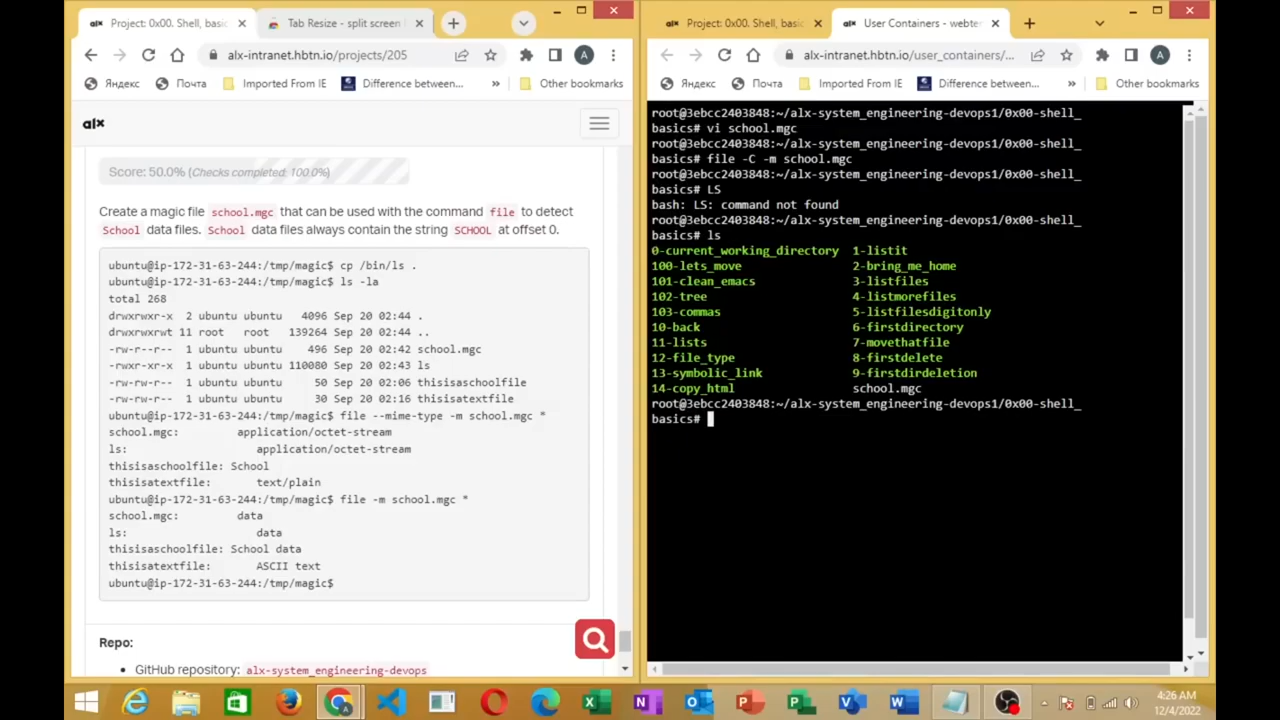 Project: 0x00. Shell, basic
Tab Resize - split screen
alx-intranet.hbtn.io/projects/205
A
Яндекс
Почта
Imported From IE
Difference between...
»
Other bookmarks
alx
Score: 50.0% (Checks completed: 100.0%)
Create a magic file school.mgc that can be used with the command file to detect
School data files. School data files always contain the string SCHOOL at offset 0.
ubuntu@ip-172-31-63-244:/tmp/magic$ cp /bin/ls .
ubuntu@ip-172-31-63-244:/tmp/magic$ ls -la
total 268
drwxrwxr-x 2 ubuntu ubuntu 4096 Sep 20 02:44 .
drwxrwxrwt 11 root root 139264 Sep 20 02:44 ..
-rw-r--r-- 1 ubuntu ubuntu 496 Sep 20 02:42 school.mgc
-rwxr-xr-x 1 ubuntu ubuntu 110080 Sep 20 02:43 ls
-rw-rw-r-- 1 ubuntu ubuntu 50 Sep 20 02:06 thisisaschoolfile
-rw-rw-r-- 1 ubuntu ubuntu 30 Sep 20 02:16 thisisatextfile
ubuntu@ip-172-31-63-244:/tmp/magic$ file --mime-type -m school.mgc *
school.mgc: application/octet-stream
ls: application/octet-stream
thisisaschoolfile: School
thisisatextfile: text/plain
ubuntu@ip-172-31-63-244:/tmp/magic$ file -m school.mgc *
school.mgc: data
ls: data
thisisaschoolfile: School data
thisisatextfile: ASCII text
ubuntu@ip-172-31-63-244:/tmp/magic$
Repo:
• GitHub repository: alx-system_engineering-devops
Project: 0x00. Shell, basic
User Containers - webter
alx-intranet.hbtn.io/user_containers/...
A
Яндекс
Почта
Imported From IE
Difference between...
»
Other bookmarks
root@3ebcc2403848:~/alx-system_engineering-devops1/0x00-shell_
basics# vi school.mgc
root@3ebcc2403848:~/alx-system_engineering-devops1/0x00-shell_
basics# file -C -m school.mgc
root@3ebcc2403848:~/alx-system_engineering-devops1/0x00-shell_
basics# LS
bash: LS: command not found
root@3ebcc2403848:~/alx-system_engineering-devops1/0x00-shell_
basics# ls
0-current_working_directory 1-listit
100-lets_move 2-bring_me_home
101-clean_emacs 3-listfiles
102-tree 4-listmorefiles
103-commas 5-listfilesdigitonly
10-back 6-firstdirectory
11-lists 7-movethatfile
12-file_type 8-firstdelete
13-symbolic_link 9-firstdirdeletion
14-copy_html school.mgc
root@3ebcc2403848:~/alx-system_engineering-devops1/0x00-shell_
basics#
4:26 AM
12/4/2022